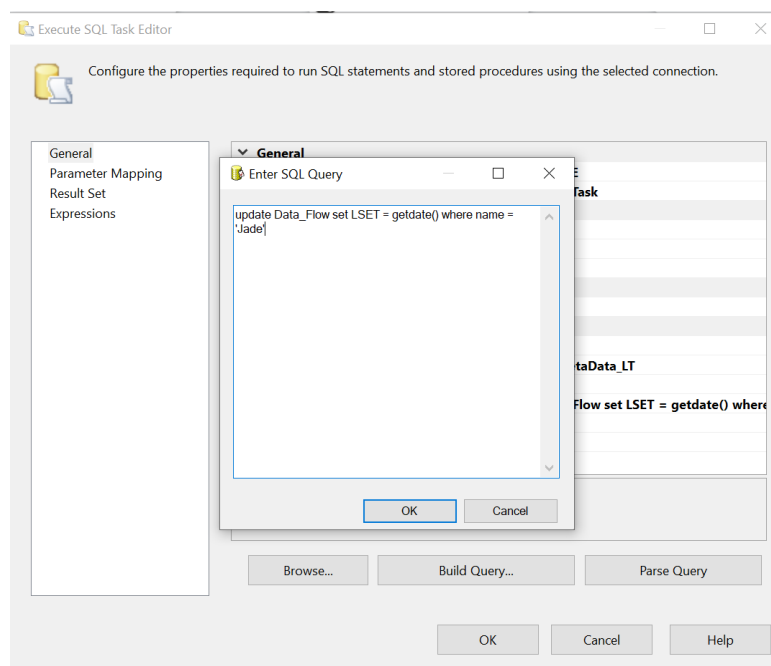 Execute SQL Task Editor
Configure the properties required to run SQL statements and stored procedures using the selected connection.
General
Parameter Mapping
Result Set
Expressions
General
Task
Enter SQL Query
update Data_Flow set LSET = getdate() where name =
'Jade'
taData_LT
Flow set LSET = getdate() where
OK
Cancel
Browse...
Build Query...
Parse Query
OK
Cancel
Help